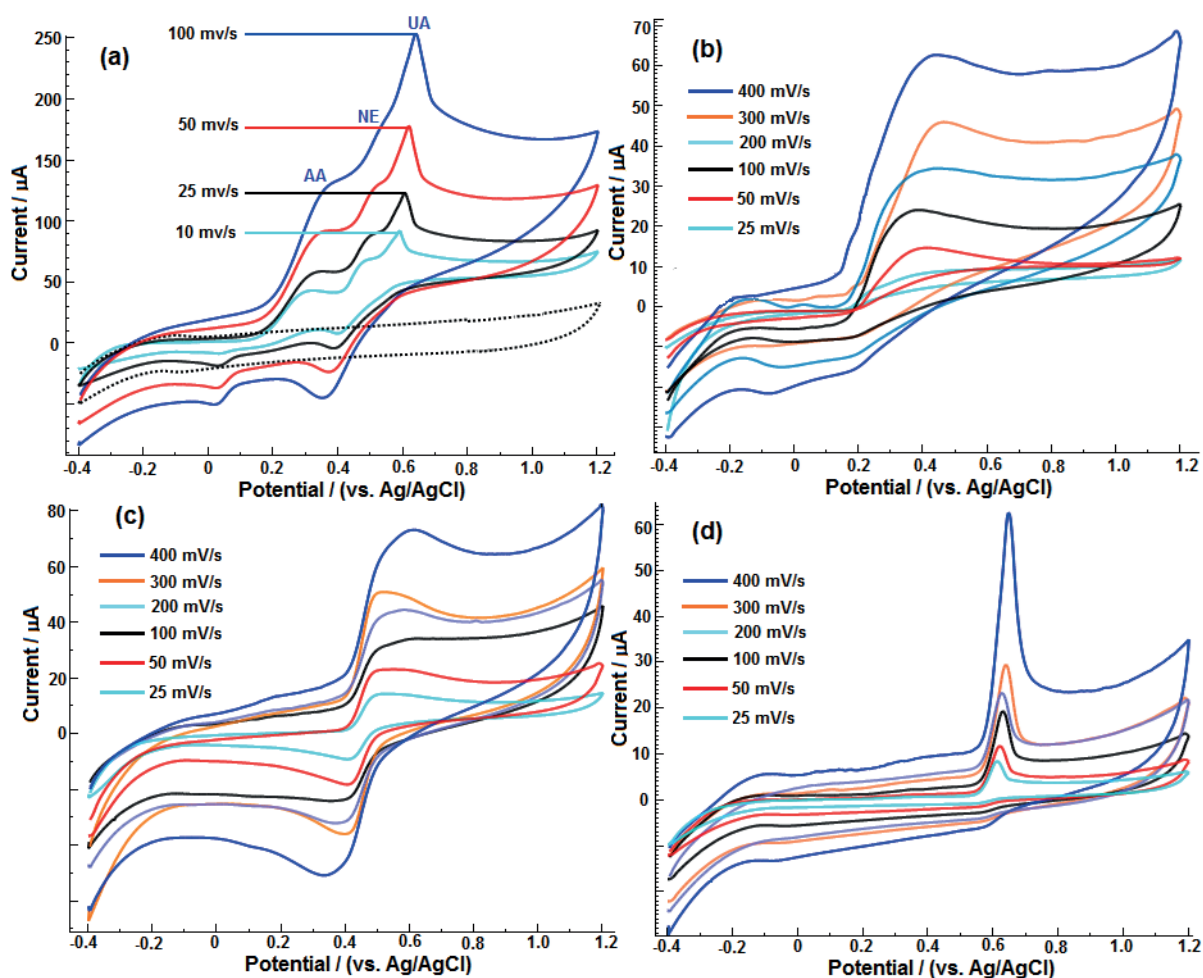 (a)
100 mv/s
UA
50 mv/s
NE
25 mv/s
AA
10 mv/s
250
200
150
100
50
0
Current / µA
-0.4 -0.2 0 0.2 0.4 0.6 0.8 1.0 1.2
Potential / (vs. Ag/AgCl)
(b)
400 mV/s
300 mV/s
200 mV/s
100 mV/s
50 mV/s
25 mV/s
70
60
50
40
30
20
10
0
Current / µA
-0.4 -0.2 0 0.2 0.4 0.6 0.8 1.0 1.2
Potential / (vs. Ag/AgCl)
(c)
400 mV/s
300 mV/s
200 mV/s
100 mV/s
50 mV/s
25 mV/s
80
60
40
20
0
Current / µA
-0.4 -0.2 0 0.2 0.4 0.6 0.8 1.0 1.2
Potential / (vs. Ag/AgCl)
(d)
400 mV/s
300 mV/s
200 mV/s
100 mV/s
50 mV/s
25 mV/s
60
50
40
30
20
10
0
Current / µA
-0.4 -0.2 0 0.2 0.4 0.6 0.8 1.0 1.2
Potential / (vs. Ag/AgCl)